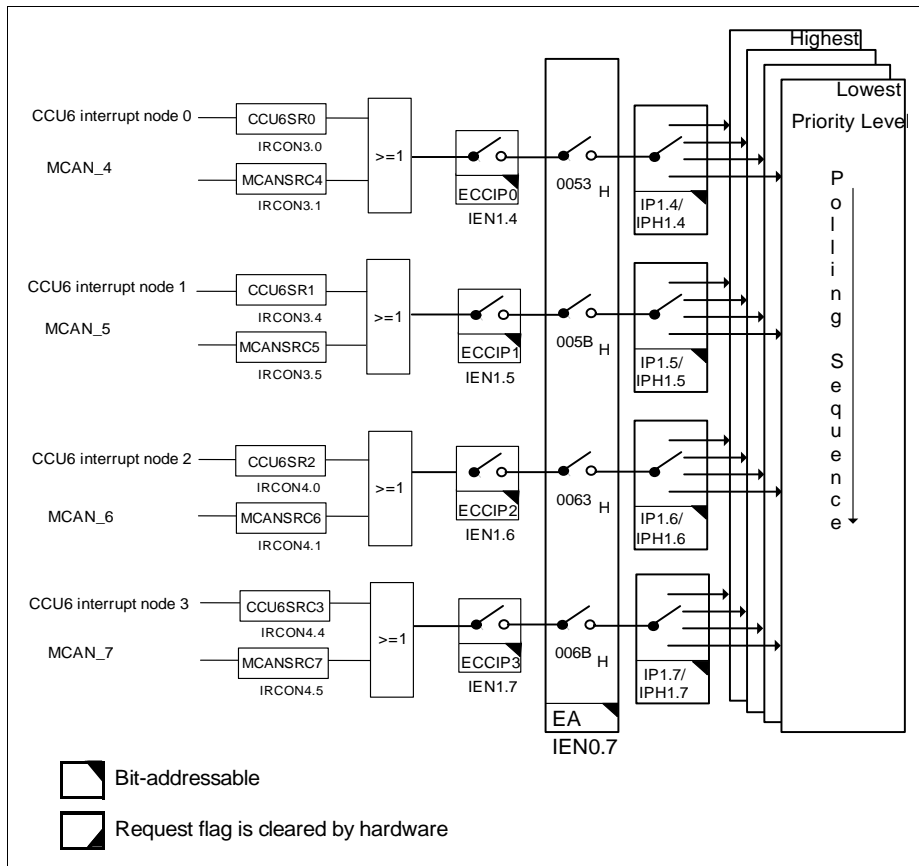 Highest
Lowest
Priority Level
Polling Sequence
CCU6 interrupt node 0
CCU6SR0
IRCON3.0
MCAN_4
MCANSRC4
IRCON3.1
>=1
ECCIP0
IEN1.4
0053 H
IP1.4/
IPH1.4
CCU6 interrupt node 1
CCU6SR1
IRCON3.4
MCAN_5
MCANSRC5
IRCON3.5
>=1
ECCIP1
IEN1.5
005B H
IP1.5/
IPH1.5
CCU6 interrupt node 2
CCU6SR2
IRCON4.0
MCAN_6
MCANSRC6
IRCON4.1
>=1
ECCIP2
IEN1.6
0063 H
IP1.6/
IPH1.6
CCU6 interrupt node 3
CCU6SRC3
IRCON4.4
MCAN_7
MCANSRC7
IRCON4.5
>=1
ECCIP3
IEN1.7
006B H
IP1.7/
IPH1.7
EA
IEN0.7
Bit-addressable
Request flag is cleared by hardware